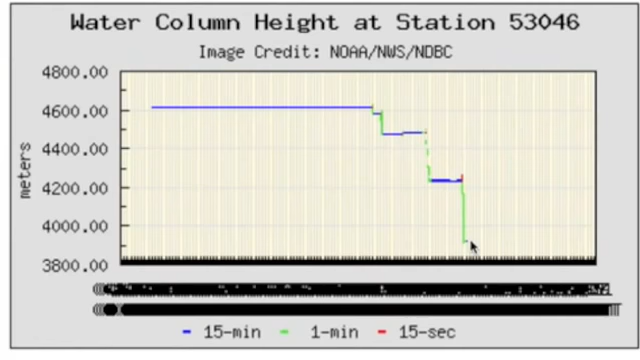 Water Column Height at Station 53046
Image Credit: NOAA/NWS/NDBC
4800.00
4600.00
4400.00
4200.00
4000.00
3800.00
meters
15-min 1-min 15-sec